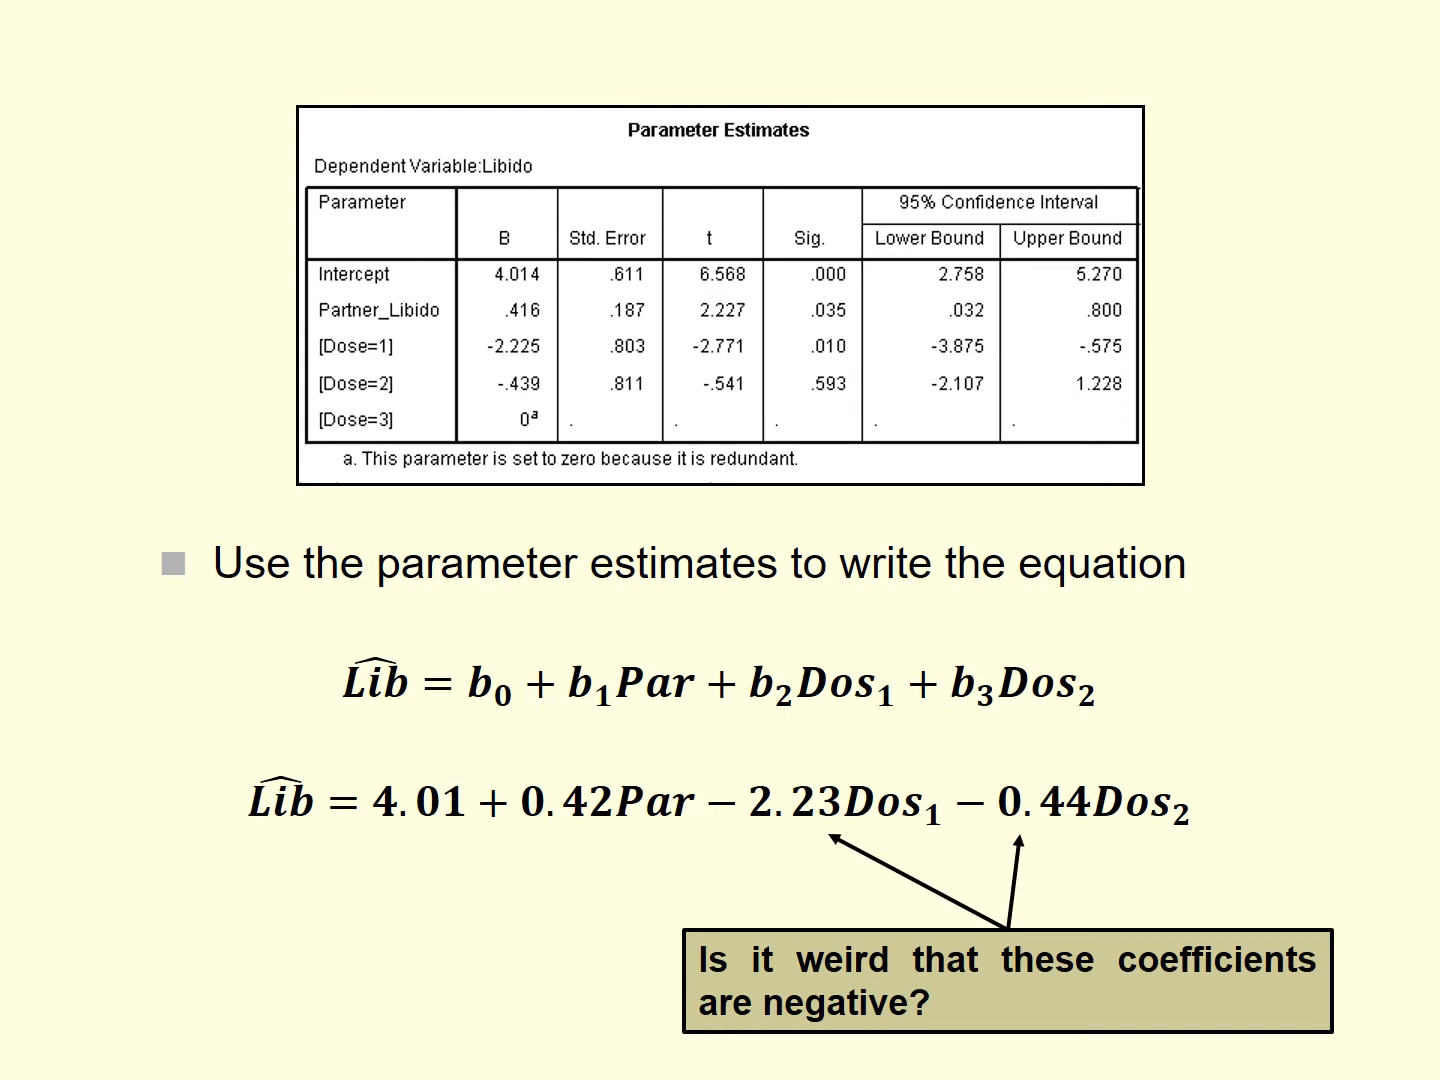 Parameter Estimates
Dependent Variable:Libido
Parameter B Std. Error t Sig. 95% Confidence Interval
Lower Bound Upper Bound
Intercept 4.014 .611 6.568 .000 2.758 5.270
Partner_Libido .416 .187 2.227 .035 .032 .800
[Dose=1] -2.225 .803 -2.771 .010 -3.875 -.575
[Dose=2] -.439 .811 -.541 .593 -2.107 1.228
[Dose=3] 0ᵃ . . . . .
a. This parameter is set to zero because it is redundant.
Use the parameter estimates to write the equation
L̂ib = b₀ + b₁Par + b₂Dos₁ + b₃Dos₂
L̂ib = 4.01 + 0.42Par − 2.23Dos₁ − 0.44Dos₂
Is it weird that these coefficients
are negative?